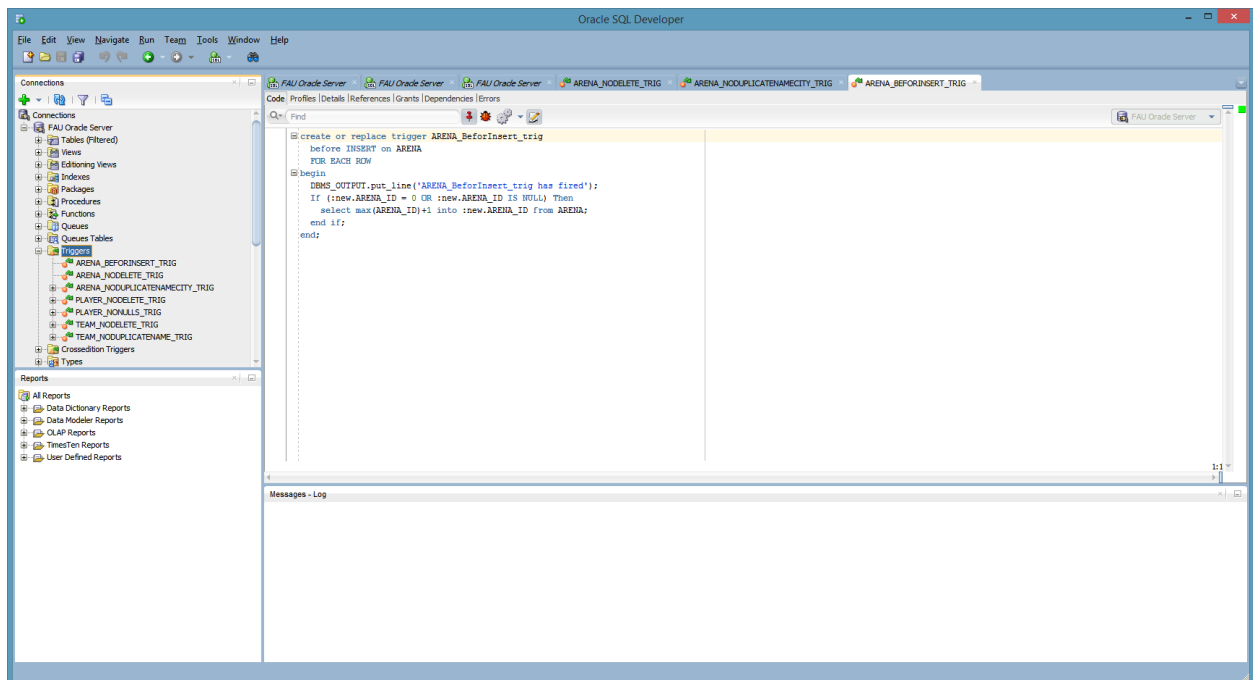 Oracle SQL Developer
File Edit View Navigate Run Team Tools Window Help
Connections
FAU Oracle Server
FAU Oracle Server
FAU Oracle Server
ARENA_NODELETE_TRIG
ARENA_NODUPLICATENAMECITY_TRIG
ARENA_BEFORINSERT_TRIG
Code Profiles Details References Grants Dependencies Errors
Find
FAU Oracle Server
Connections
FAU Oracle Server
Tables (Filtered)
Views
Editioning Views
Indexes
Packages
Procedures
Functions
Queues
Queues Tables
Triggers
ARENA_BEFORINSERT_TRIG
ARENA_NODELETE_TRIG
ARENA_NODUPLICATENAMECITY_TRIG
PLAYER_NODELETE_TRIG
PLAYER_NONULLS_TRIG
TEAM_NODELETE_TRIG
TEAM_NODUPLICATENAME_TRIG
Crossedition Triggers
Types
create or replace trigger ARENA_BeforInsert_trig
before INSERT on ARENA
FOR EACH ROW
begin
DBMS_OUTPUT.put_line('ARENA_BeforInsert_trig has fired');
If (:new.ARENA_ID = 0 OR :new.ARENA_ID IS NULL) Then
select max(ARENA_ID)+1 into :new.ARENA_ID from ARENA;
end if;
end;
1:1
Reports
All Reports
Data Dictionary Reports
Data Modeler Reports
OLAP Reports
TimesTen Reports
User Defined Reports
Messages - Log